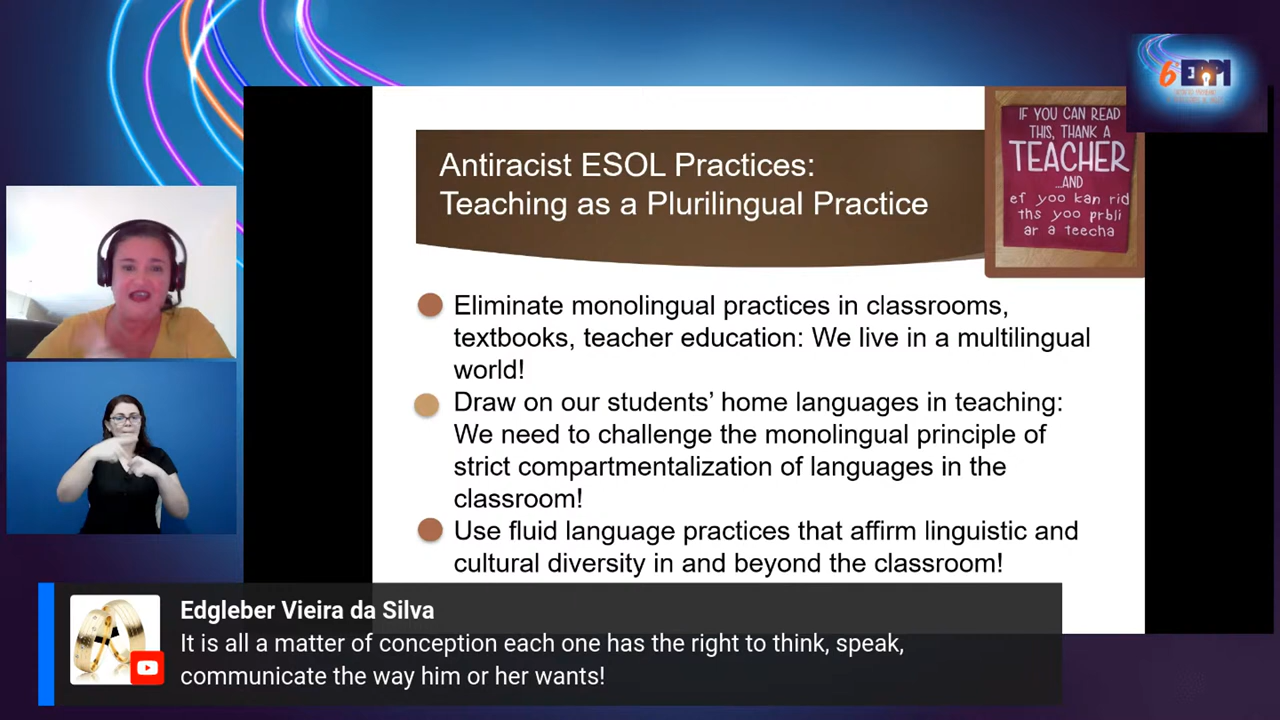 6EPPI
IF YOU CAN READ
THIS, THANK A
TEACHER
...AND
ef yoo kan rid
ths yoo prbli
ar a teecha
Antiracist ESOL Practices:
Teaching as a Plurilingual Practice
Eliminate monolingual practices in classrooms,
textbooks, teacher education: We live in a multilingual
world!
Draw on our students’ home languages in teaching:
We need to challenge the monolingual principle of
strict compartmentalization of languages in the
classroom!
Use fluid language practices that affirm linguistic and
cultural diversity in and beyond the classroom!
Edgleber Vieira da Silva
It is all a matter of conception each one has the right to think, speak,
communicate the way him or her wants!